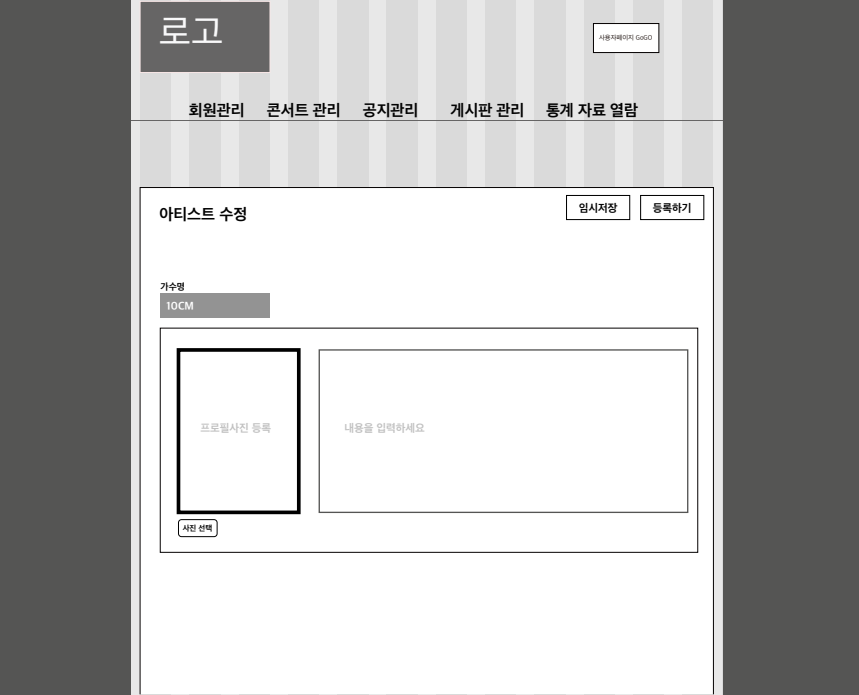 로고
사용자페이지 GoGO
회원관리 콘서트 관리 공지관리 게시판 관리 통계 자료 열람
아티스트 수정
임시저장 등록하기
가수명
10CM
프로필사진 등록
내용을 입력하세요
사진 선택